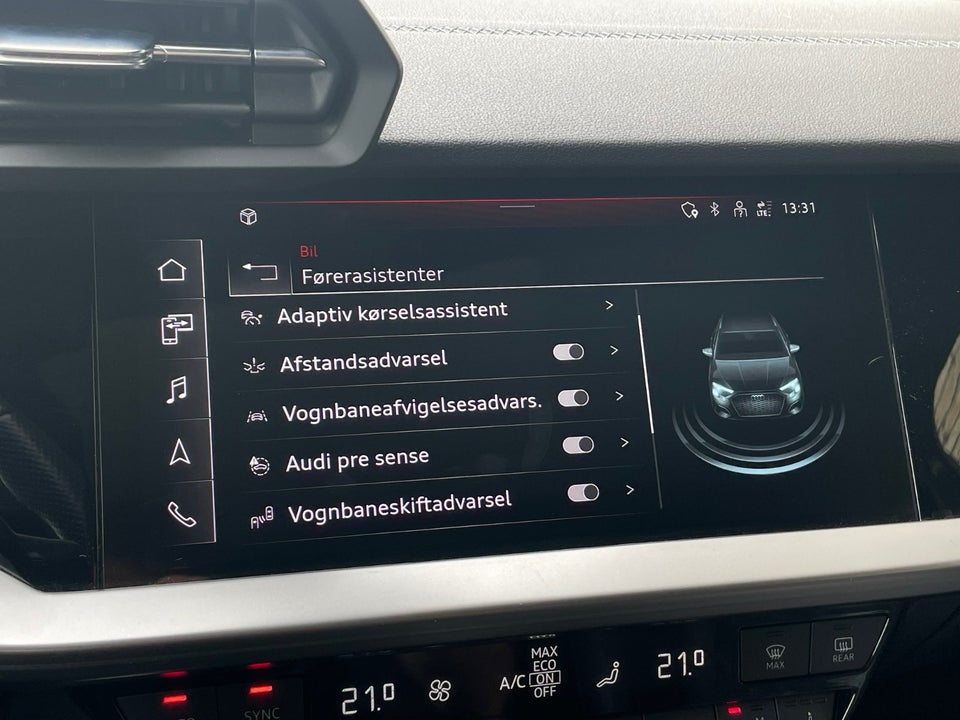 LTE
13:31
Bil
Førerasistenter
Adaptiv kørselsassistent
Afstandsadvarsel
Vognbaneafvigelsesadvars.
Audi pre sense
Vognbaneskiftadvarsel
MAX
ECO
A/C ON
OFF
21.0
21.0
MAX
REAR
SYNC